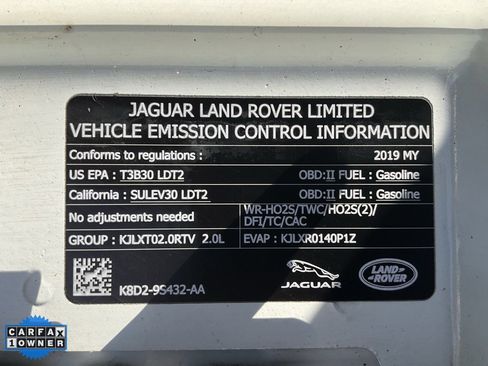 JAGUAR LAND ROVER LIMITED
VEHICLE EMISSION CONTROL INFORMATION
Conforms to regulations : 2019 MY
US EPA : T3B30 LDT2 OBD:II FUEL : Gasoline
California : SULEV30 LDT2 OBD:II FUEL : Gasoline
No adjustments needed
WR-HO2S/TWC/HO2S(2)/
DFI/TC/CAC
GROUP : KJLXT02.0RTV 2.0L EVAP : KJLXR0140P1Z
K8D2-9S432-AA
JAGUAR
LAND
ROVER
CARFAX
1 OWNER